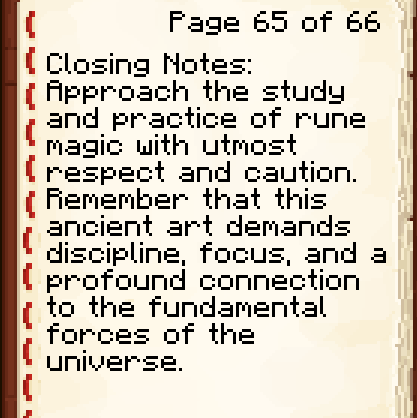 Page 65 of 66
Closing Notes:
Approach the study
and practice of rune
magic with utmost
respect and caution.
Remember that this
ancient art demands
discipline, focus, and a
profound connection
to the fundamental
forces of the
universe.